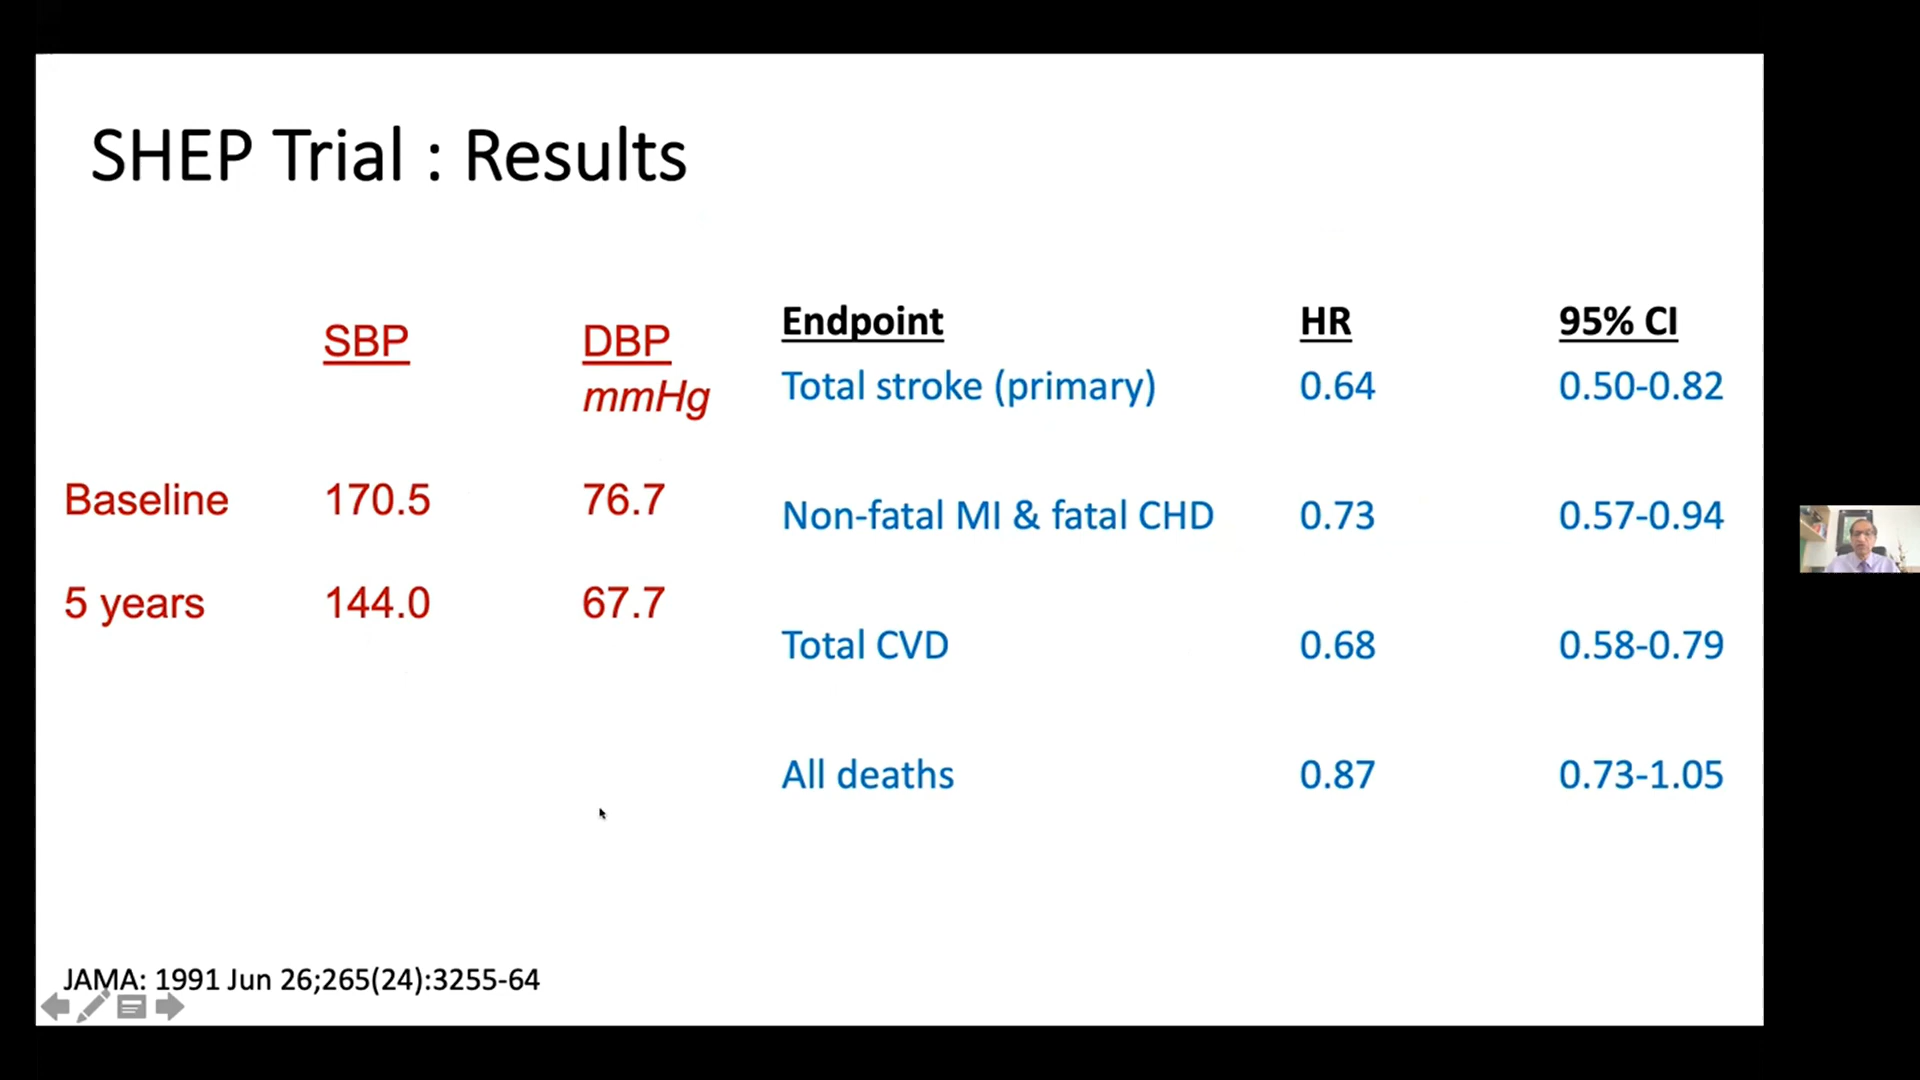 SHEP Trial : Results
SBP DBP
mmHg
Baseline 170.5 76.7
5 years 144.0 67.7
Endpoint HR 95% CI
Total stroke (primary) 0.64 0.50-0.82
Non-fatal MI & fatal CHD 0.73 0.57-0.94
Total CVD 0.68 0.58-0.79
All deaths 0.87 0.73-1.05
JAMA: 1991 Jun 26;265(24):3255-64